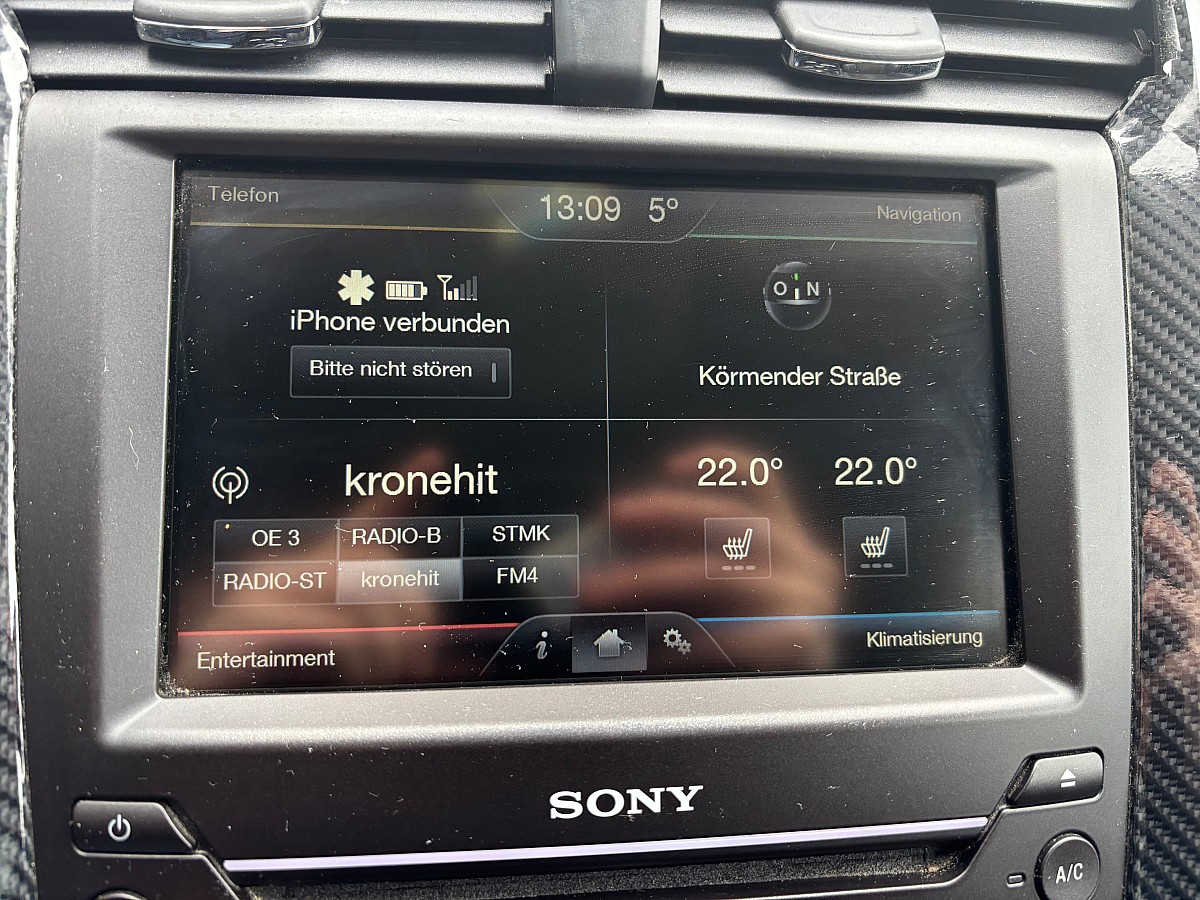 Telefon
13:09 5°
Navigation
iPhone verbunden
Bitte nicht stören
O N
Körmender Straße
kronehit
OE 3 RADIO-B STMK
RADIO-ST kronehit FM4
22.0° 22.0°
Entertainment
i
Klimatisierung
SONY
A/C